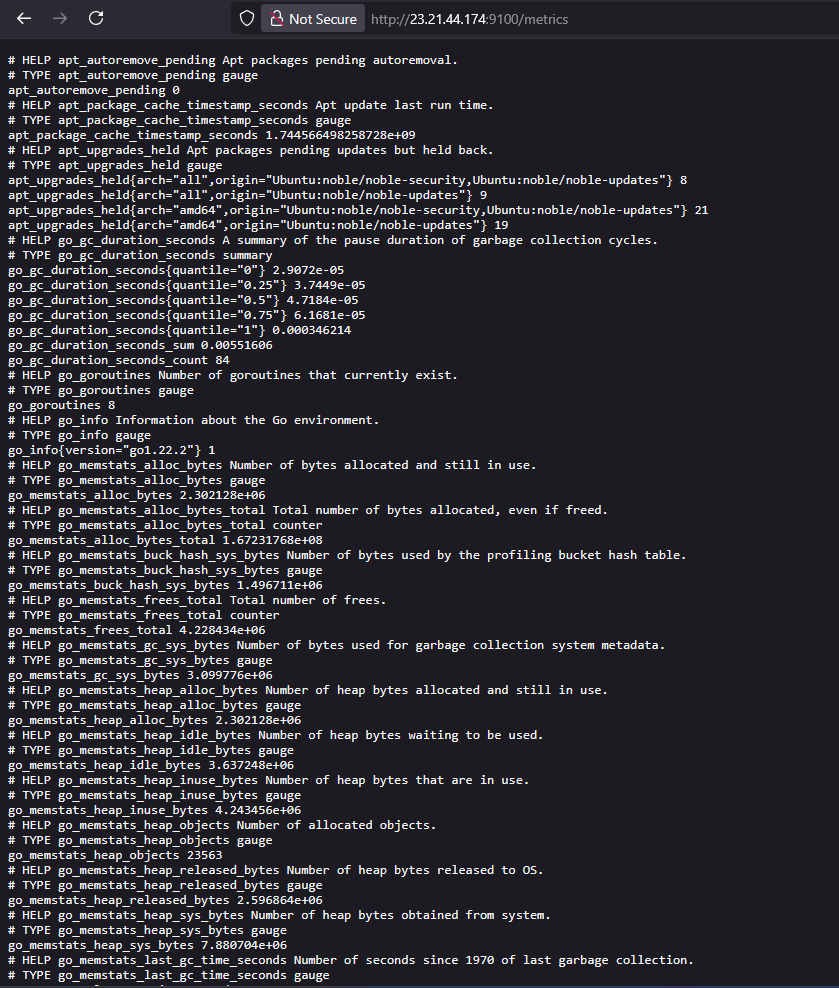 Not Secure http://23.21.44.174:9100/metrics
# HELP apt_autoremove_pending Apt packages pending autoremoval.
# TYPE apt_autoremove_pending gauge
apt_autoremove_pending 0
# HELP apt_package_cache_timestamp_seconds Apt update last run time.
# TYPE apt_package_cache_timestamp_seconds gauge
apt_package_cache_timestamp_seconds 1.744566498258728e+09
# HELP apt_upgrades_held Apt packages pending updates but held back.
# TYPE apt_upgrades_held gauge
apt_upgrades_held{arch="all",origin="Ubuntu:noble/noble-security,Ubuntu:noble/noble-updates"} 8
apt_upgrades_held{arch="all",origin="Ubuntu:noble/noble-updates"} 9
apt_upgrades_held{arch="amd64",origin="Ubuntu:noble/noble-security,Ubuntu:noble/noble-updates"} 21
apt_upgrades_held{arch="amd64",origin="Ubuntu:noble/noble-updates"} 19
# HELP go_gc_duration_seconds A summary of the pause duration of garbage collection cycles.
# TYPE go_gc_duration_seconds summary
go_gc_duration_seconds{quantile="0"} 2.9072e-05
go_gc_duration_seconds{quantile="0.25"} 3.7449e-05
go_gc_duration_seconds{quantile="0.5"} 4.7184e-05
go_gc_duration_seconds{quantile="0.75"} 6.1681e-05
go_gc_duration_seconds{quantile="1"} 0.000346214
go_gc_duration_seconds_sum 0.00551606
go_gc_duration_seconds_count 84
# HELP go_goroutines Number of goroutines that currently exist.
# TYPE go_goroutines gauge
go_goroutines 8
# HELP go_info Information about the Go environment.
# TYPE go_info gauge
go_info{version="go1.22.2"} 1
# HELP go_memstats_alloc_bytes Number of bytes allocated and still in use.
# TYPE go_memstats_alloc_bytes gauge
go_memstats_alloc_bytes 2.302128e+06
# HELP go_memstats_alloc_bytes_total Total number of bytes allocated, even if freed.
# TYPE go_memstats_alloc_bytes_total counter
go_memstats_alloc_bytes_total 1.67231768e+08
# HELP go_memstats_buck_hash_sys_bytes Number of bytes used by the profiling bucket hash table.
# TYPE go_memstats_buck_hash_sys_bytes gauge
go_memstats_buck_hash_sys_bytes 1.496711e+06
# HELP go_memstats_frees_total Total number of frees.
# TYPE go_memstats_frees_total counter
go_memstats_frees_total 4.228434e+06
# HELP go_memstats_gc_sys_bytes Number of bytes used for garbage collection system metadata.
# TYPE go_memstats_gc_sys_bytes gauge
go_memstats_gc_sys_bytes 3.099776e+06
# HELP go_memstats_heap_alloc_bytes Number of heap bytes allocated and still in use.
# TYPE go_memstats_heap_alloc_bytes gauge
go_memstats_heap_alloc_bytes 2.302128e+06
# HELP go_memstats_heap_idle_bytes Number of heap bytes waiting to be used.
# TYPE go_memstats_heap_idle_bytes gauge
go_memstats_heap_idle_bytes 3.637248e+06
# HELP go_memstats_heap_inuse_bytes Number of heap bytes that are in use.
# TYPE go_memstats_heap_inuse_bytes gauge
go_memstats_heap_inuse_bytes 4.243456e+06
# HELP go_memstats_heap_objects Number of allocated objects.
# TYPE go_memstats_heap_objects gauge
go_memstats_heap_objects 23563
# HELP go_memstats_heap_released_bytes Number of heap bytes released to OS.
# TYPE go_memstats_heap_released_bytes gauge
go_memstats_heap_released_bytes 2.596864e+06
# HELP go_memstats_heap_sys_bytes Number of heap bytes obtained from system.
# TYPE go_memstats_heap_sys_bytes gauge
go_memstats_heap_sys_bytes 7.880704e+06
# HELP go_memstats_last_gc_time_seconds Number of seconds since 1970 of last garbage collection.
# TYPE go_memstats_last_gc_time_seconds gauge